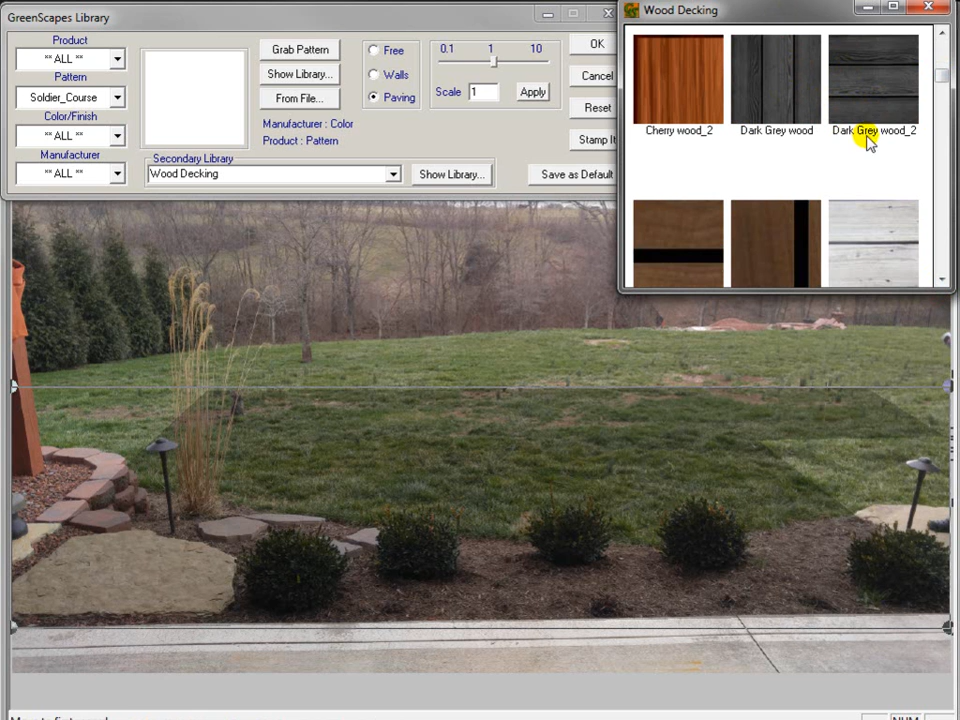 GreenScapes Library
Product
** ALL **
Pattern
Soldier_Course
Color/Finish
** ALL **
Manufacturer
** ALL **
Grab Pattern
Show Library...
From File...
Manufacturer : Color
Product : Pattern
Free
Walls
Paving
0.1 1 10
Scale 1 Apply
OK
Cancel
Reset
Stamp It
Secondary Library
Wood Decking
Show Library...
Save as Default
Wood Decking
Cherry wood_2
Dark Grey wood
Dark Grey wood_2
NUM